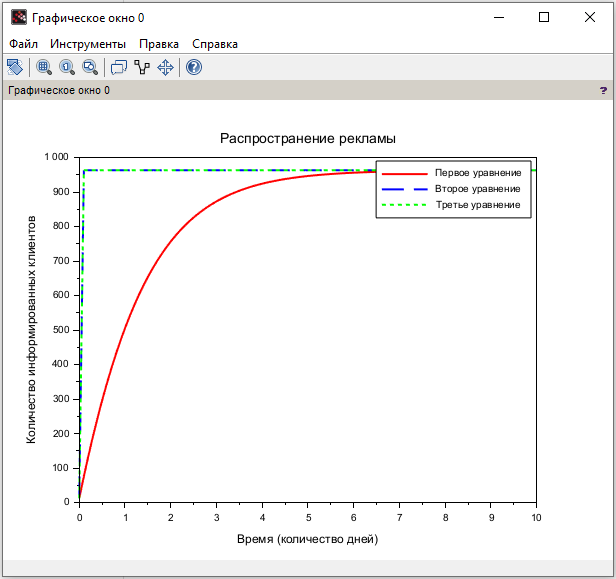 Графическое окно 0
Файл Инструменты Правка Справка
Графическое окно 0 ?
Распространение рекламы
1 000
900
800
700
600
500
400
300
200
100
0
Количество информированных клиентов
Первое уравнение
Второе уравнение
Третье уравнение
0 1 2 3 4 5 6 7 8 9 10
Время (количество дней)